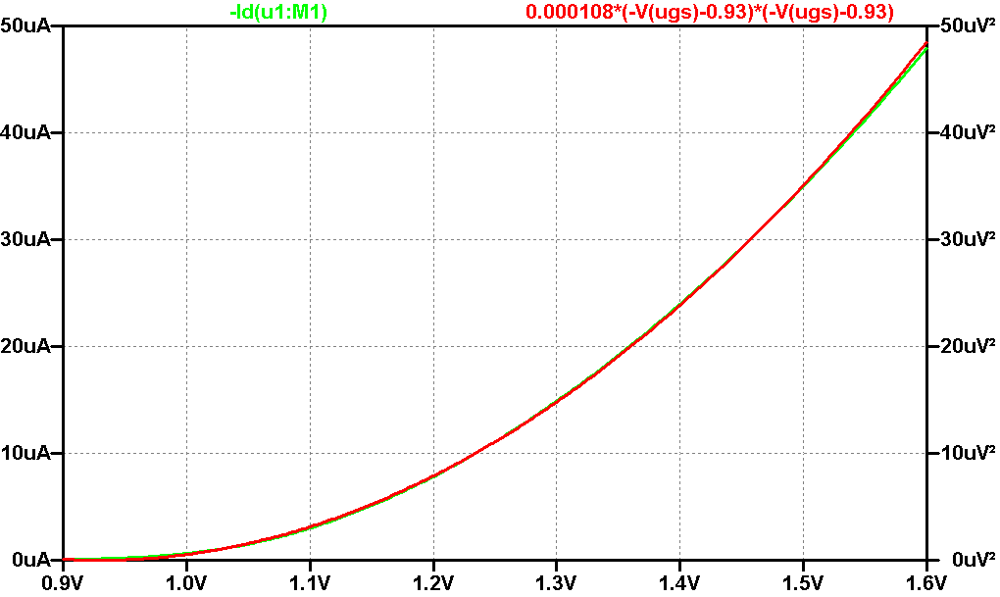 -Id(u1:M1) 0.000108*(-V(ugs)-0.93)*(-V(ugs)-0.93)
50uA 50uV²
40uA 40uV²
30uA 30uV²
20uA 20uV²
10uA 10uV²
0uA 0uV²
0.9V 1.0V 1.1V 1.2V 1.3V 1.4V 1.5V 1.6V